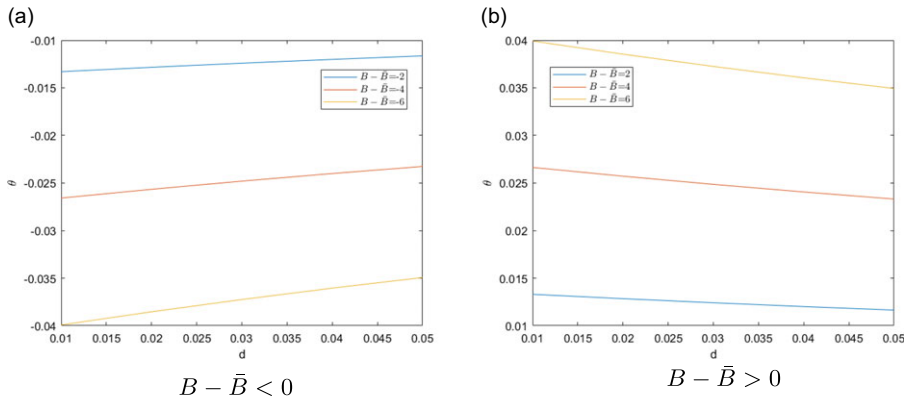 (a)
-0.01
-0.015
-0.02
-0.025
-0.03
-0.035
-0.04
θ
B − B̄=-2
B − B̄=-4
B − B̄=-6
0.01 0.015 0.02 0.025 0.03 0.035 0.04 0.045 0.05
d
B − B̄ < 0
(b)
0.04
0.035
0.03
0.025
0.02
0.015
0.01
θ
B − B̄=2
B − B̄=4
B − B̄=6
0.01 0.015 0.02 0.025 0.03 0.035 0.04 0.045 0.05
d
B − B̄ > 0